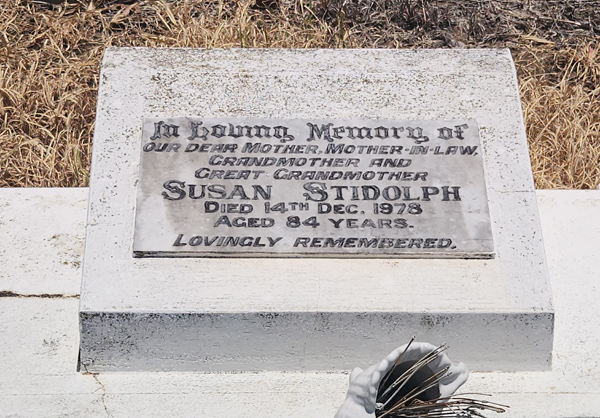 In Loving Memory of
OUR DEAR MOTHER, MOTHER-IN-LAW,
GRANDMOTHER AND
GREAT GRANDMOTHER
SUSAN STIDOLPH
DIED 14TH DEC. 1978
AGED 84 YEARS.
LOVINGLY REMEMBERED.